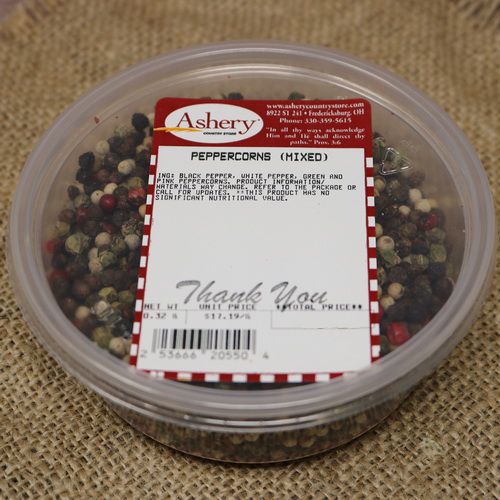 Ashery
COUNTRY STORE
www.asherycountrystore.com
8922 S1 241 • Fredericksburg, OH
Phone: 330-359-5615
"In all thy ways acknowledge
Him and He shall direct thy
paths." Prov. 3:6
PEPPERCORNS (MIXED)
ING: BLACK PEPPER, WHITE PEPPER, GREEN AND
PINK PEPPERCORNS. PRODUCT INFORMATION/
MATERIALS MAY CHANGE. REFER TO THE PACKAGE OR
CALL FOR UPDATES. **THIS PRODUCT HAS NO
SIGNIFICANT NUTRITIONAL VALUE.
Thank You
NET WT UNIT PRICE **TOTAL PRICE**
0.32 $17.19/
2 53666 20550 4